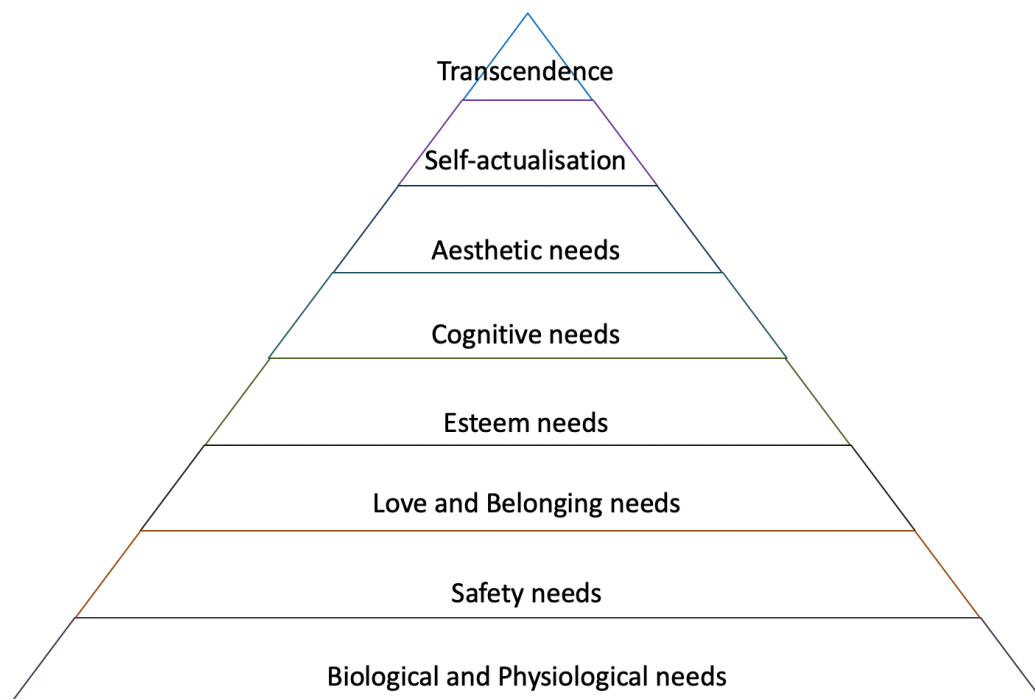 Transcendence
Self-actualisation
Aesthetic needs
Cognitive needs
Esteem needs
Love and Belonging needs
Safety needs
Biological and Physiological needs